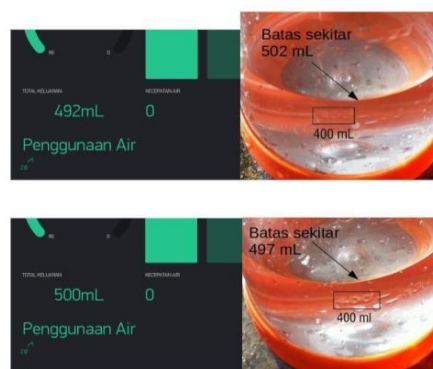 TOTAL KELUARAN
KECEPATAN AIR
492mL
0
Penggunaan Air
Batas sekitar
502 mL
400 mL
TOTAL KELUARAN
KECEPATAN AIR
500mL
0
Penggunaan Air
Batas sekitar
497 mL
400 ml